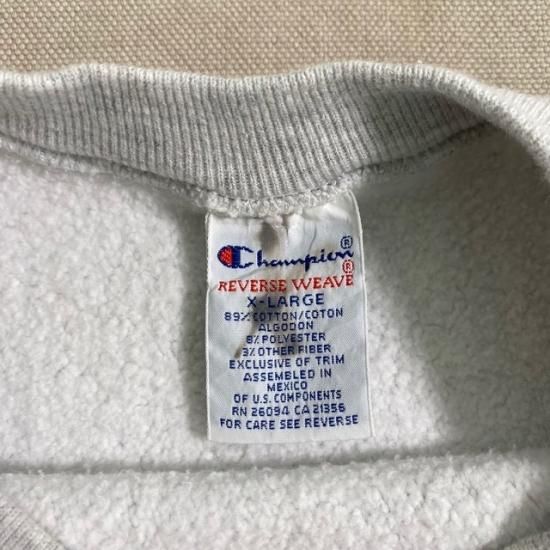 Champion®
REVERSE WEAVE®
X-LARGE
89% COTTON/COTON
ALGODON
8% POLYESTER
3% OTHER FIBER
EXCLUSIVE OF TRIM
ASSEMBLED IN
MEXICO
OF U.S. COMPONENTS
RN 26094 CA 21356
FOR CARE SEE REVERSE